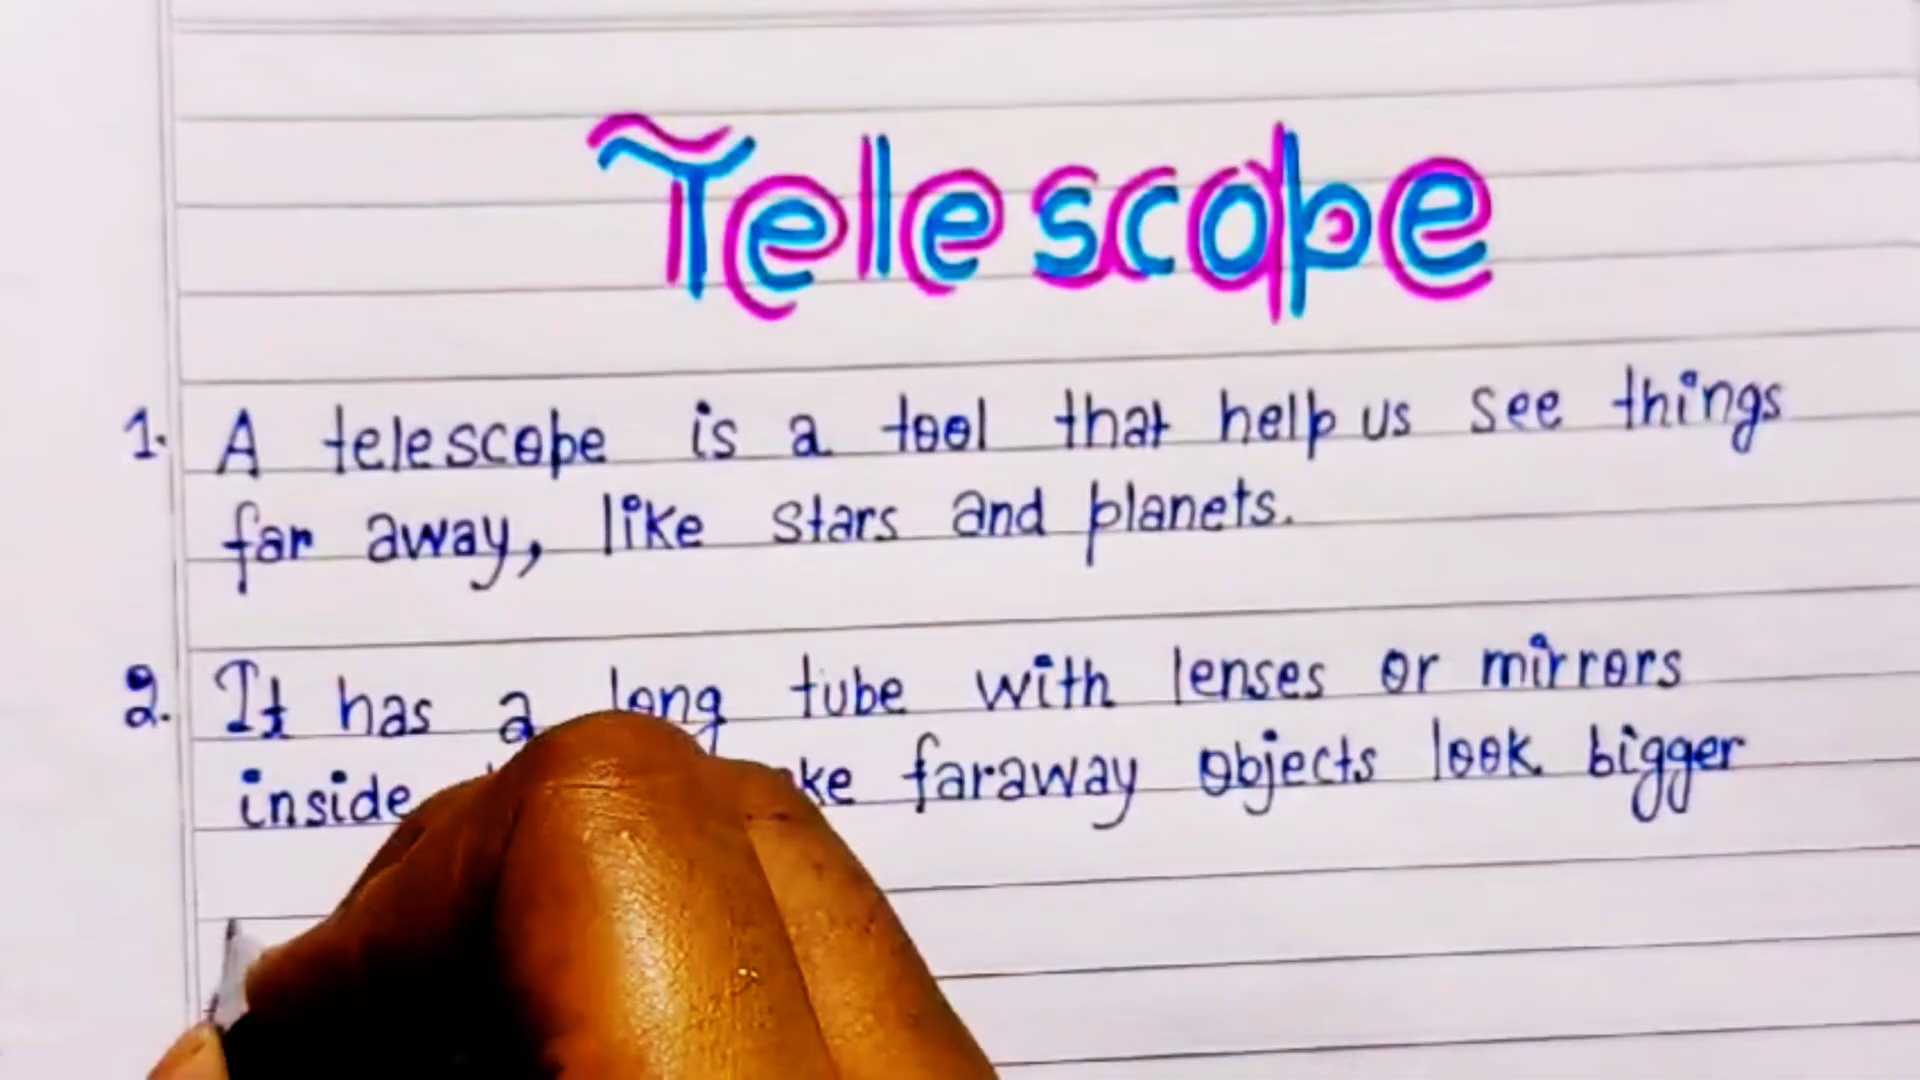 Telescope
1. A telescope is a tool that help us see things
far away, like stars and planets.
2. It has a long tube with lenses or mirrors
inside faraway objects look bigger